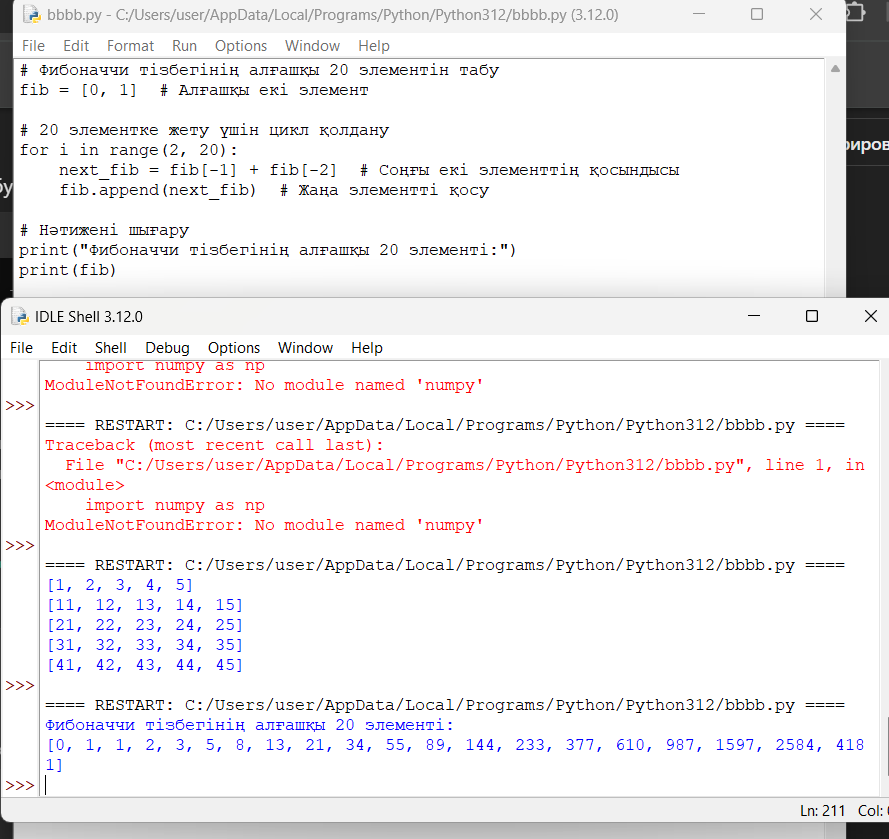 bbbb.py - C:/Users/user/AppData/Local/Programs/Python/Python312/bbbb.py (3.12.0)
File Edit Format Run Options Window Help
# Фибоначчи тізбегінің алғашқы 20 элементін табу
fib = [0, 1]  # Алғашқы екі элемент
# 20 элементке жету үшін цикл қолдану
for i in range(2, 20):
    next_fib = fib[-1] + fib[-2]  # Соңғы екі элементтің қосындысы
    fib.append(next_fib)  # Жаңа элементті қосу
# Нәтижені шығару
print("Фибоначчи тізбегінің алғашқы 20 элементі:")
print(fib)
IDLE Shell 3.12.0
File Edit Shell Debug Options Window Help
    import numpy as np
ModuleNotFoundError: No module named 'numpy'
>>>
==== RESTART: C:/Users/user/AppData/Local/Programs/Python/Python312/bbbb.py ====
Traceback (most recent call last):
  File "C:/Users/user/AppData/Local/Programs/Python/Python312/bbbb.py", line 1, in
<module>
    import numpy as np
ModuleNotFoundError: No module named 'numpy'
>>>
==== RESTART: C:/Users/user/AppData/Local/Programs/Python/Python312/bbbb.py ====
[1, 2, 3, 4, 5]
[11, 12, 13, 14, 15]
[21, 22, 23, 24, 25]
[31, 32, 33, 34, 35]
[41, 42, 43, 44, 45]
>>>
==== RESTART: C:/Users/user/AppData/Local/Programs/Python/Python312/bbbb.py ====
Фибоначчи тізбегінің алғашқы 20 элементі:
[0, 1, 1, 2, 3, 5, 8, 13, 21, 34, 55, 89, 144, 233, 377, 610, 987, 1597, 2584, 418
1]
>>>
Ln: 211 Col: